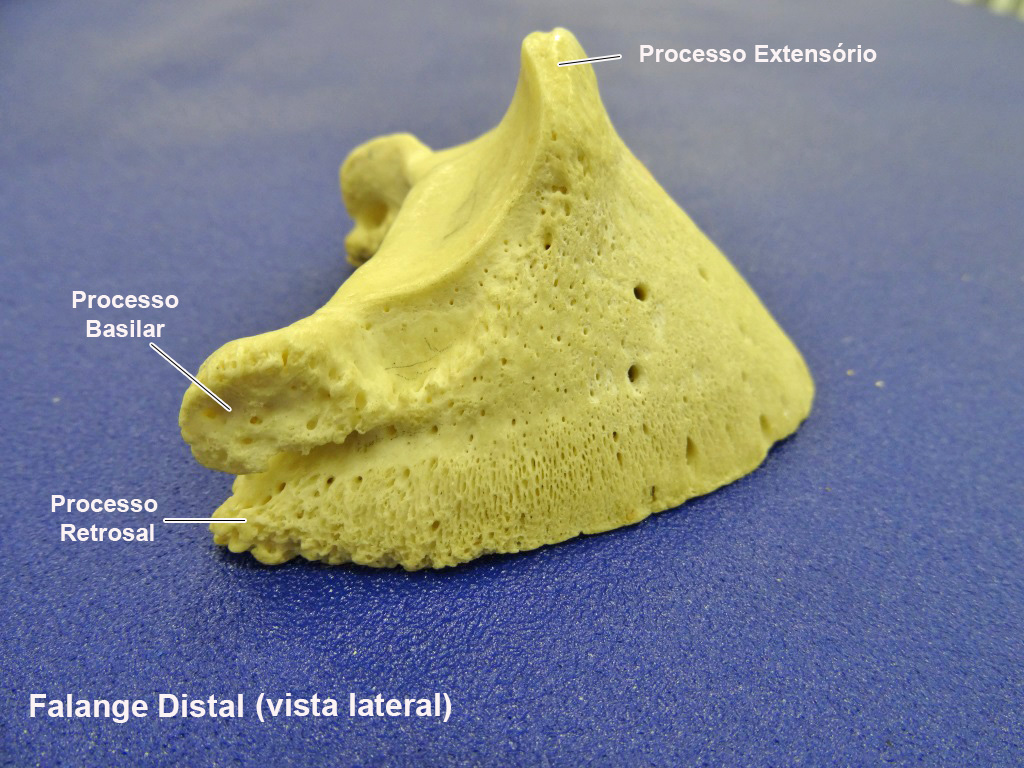 Processo Extensório
Processo
Basilar
Processo
Retrosal
Falange Distal (vista lateral)